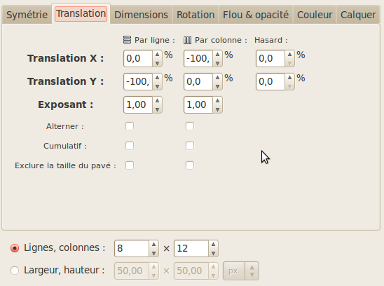 Symétrie Translation Dimensions Rotation Flou & opacité Couleur Calquer
Par ligne : Par colonne : Hasard :
Translation X : 0,0 % -100, % 0,0 %
Translation Y : -100, % 0,0 % 0,0 %
Exposant : 1,00 1,00
Alterner :
Cumulatif :
Exclure la taille du pavé :
Lignes, colonnes : 8 × 12
Largeur, hauteur : 50,00 × 50,00 px